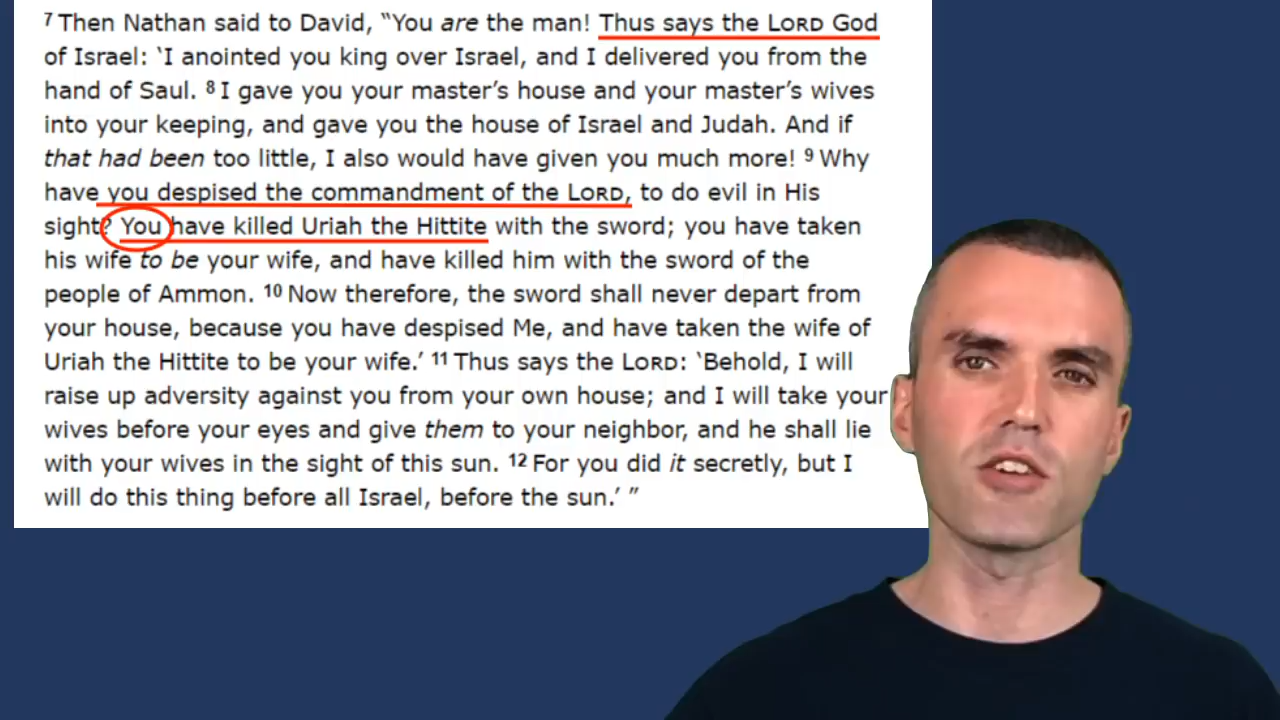 7 Then Nathan said to David, “You are the man! Thus says the LORD God
of Israel: ‘I anointed you king over Israel, and I delivered you from the
hand of Saul. 8 I gave you your master’s house and your master’s wives
into your keeping, and gave you the house of Israel and Judah. And if
that had been too little, I also would have given you much more! 9 Why
have you despised the commandment of the LORD, to do evil in His
sight? You have killed Uriah the Hittite with the sword; you have taken
his wife to be your wife, and have killed him with the sword of the
people of Ammon. 10 Now therefore, the sword shall never depart from
your house, because you have despised Me, and have taken the wife of
Uriah the Hittite to be your wife.’ 11 Thus says the LORD: ‘Behold, I will
raise up adversity against you from your own house; and I will take your
wives before your eyes and give them to your neighbor, and he shall lie
with your wives in the sight of this sun. 12 For you did it secretly, but I
will do this thing before all Israel, before the sun.’ ”